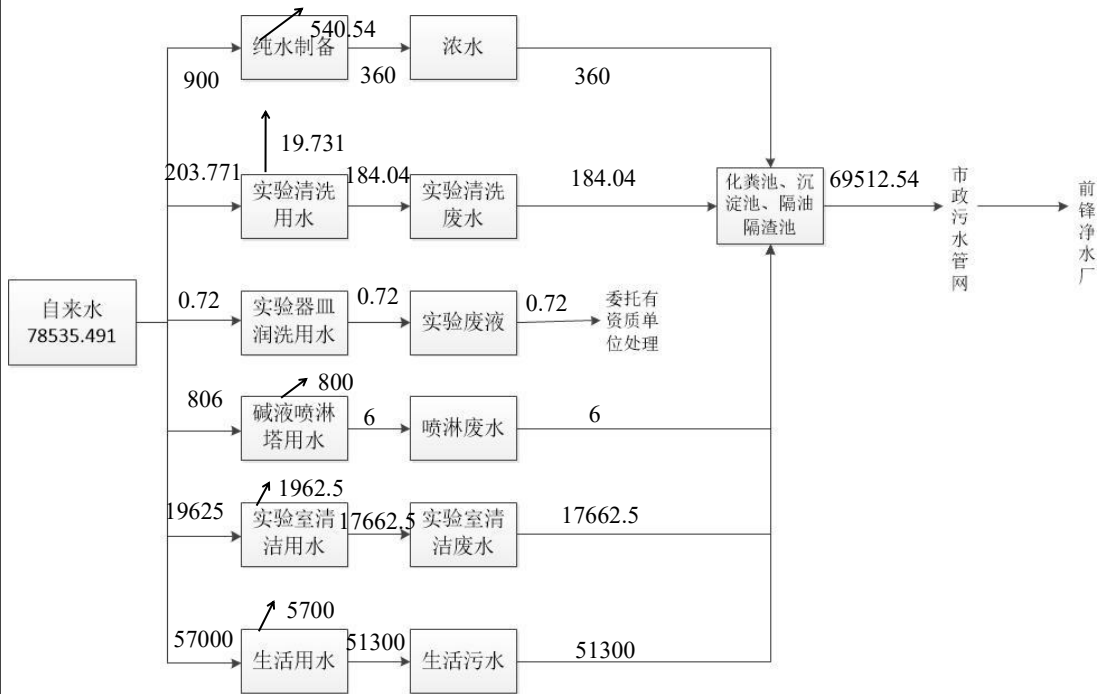 540.54
纯水制备
浓水
900
360
360
19.731
203.771
184.04
184.04
实验清洗
用水
实验清洗
废水
化粪池、沉
淀池、隔油
隔渣池
69512.54
市
政
污
水
管
网
前
锋
净
水
厂
自来水
78535.491
0.72
0.72
0.72
实验器皿
润洗用水
实验废液
委托有
资质单
位处理
800
806
6
6
碱液喷淋
塔用水
喷淋废水
1962.5
19625
17662.5
17662.5
实验室清
洁用水
实验室清
洁废水
5700
57000
51300
51300
生活用水
生活污水